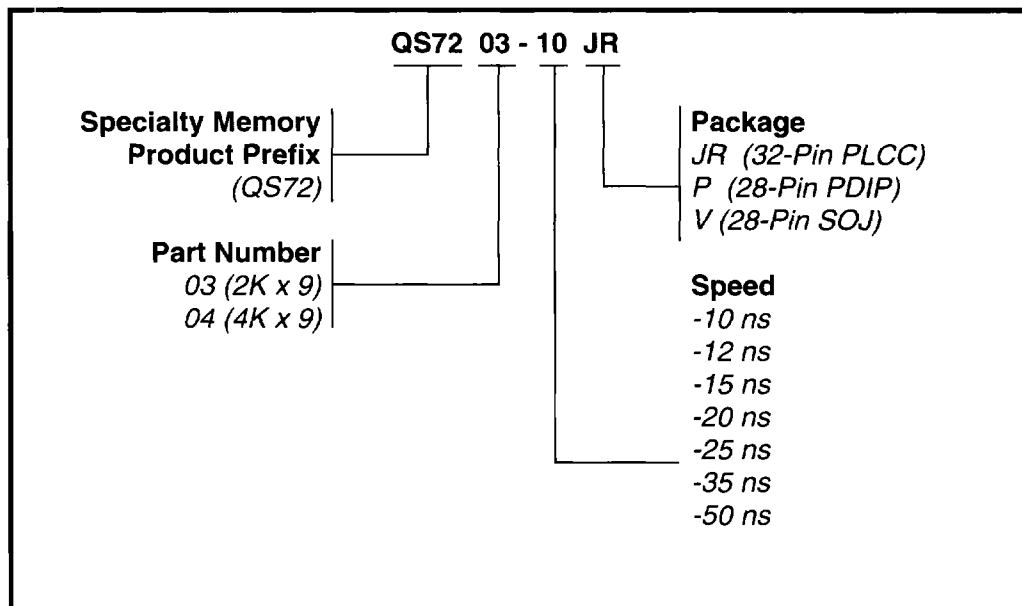 QS72 03 - 10 JR
Specialty Memory
Product Prefix
(QS72)
Part Number
03 (2K x 9)
04 (4K x 9)
Package
JR (32-Pin PLCC)
P (28-Pin PDIP)
V (28-Pin SOJ)
Speed
-10 ns
-12 ns
-15 ns
-20 ns
-25 ns
-35 ns
-50 ns